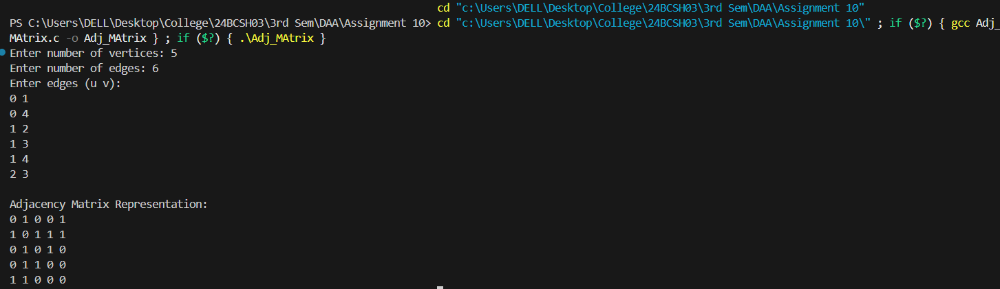 cd "c:\Users\DELL\Desktop\College\24BCSH03\3rd Sem\DAA\Assignment 10"
PS C:\Users\DELL\Desktop\College\24BCSH03\3rd Sem\DAA\Assignment 10> cd "c:\Users\DELL\Desktop\College\24BCSH03\3rd Sem\DAA\Assignment 10\" ; if ($?) { gcc Adj_
MAtrix.c -o Adj_MAtrix } ; if ($?) { .\Adj_MAtrix }
Enter number of vertices: 5
Enter number of edges: 6
Enter edges (u v):
0 1
0 4
1 2
1 3
1 4
2 3
Adjacency Matrix Representation:
0 1 0 0 1
1 0 1 1 1
0 1 0 1 0
0 1 1 0 0
1 1 0 0 0